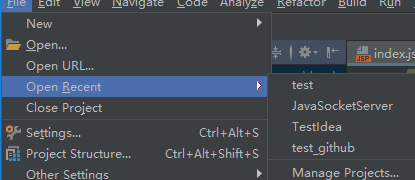 File Edit View Navigate Code Analyze Refactor Build Run
New
Open...
Open URL...
Open Recent
Close Project
Settings... Ctrl+Alt+S
Project Structure... Ctrl+Alt+Shift+S
Other Settings
index.js
JSP
test
JavaSocketServer
TestIdea
test_github
Manage Projects...